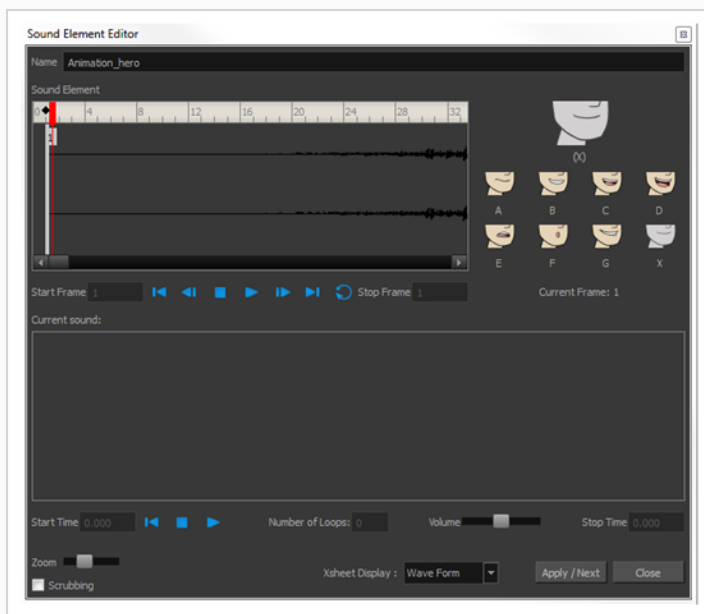 Sound Element Editor
Name Animation_hero
Sound Element
0 4 8 12 16 20 24 28 32
(X)
A B C D
E F G X
Start Frame 1 Stop Frame 1 Current Frame: 1
Current sound:
Start Time 0.000 Number of Loops: 0 Volume Stop Time 0.000
Zoom
Xsheet Display : Wave Form Apply / Next Close
Scrubbing